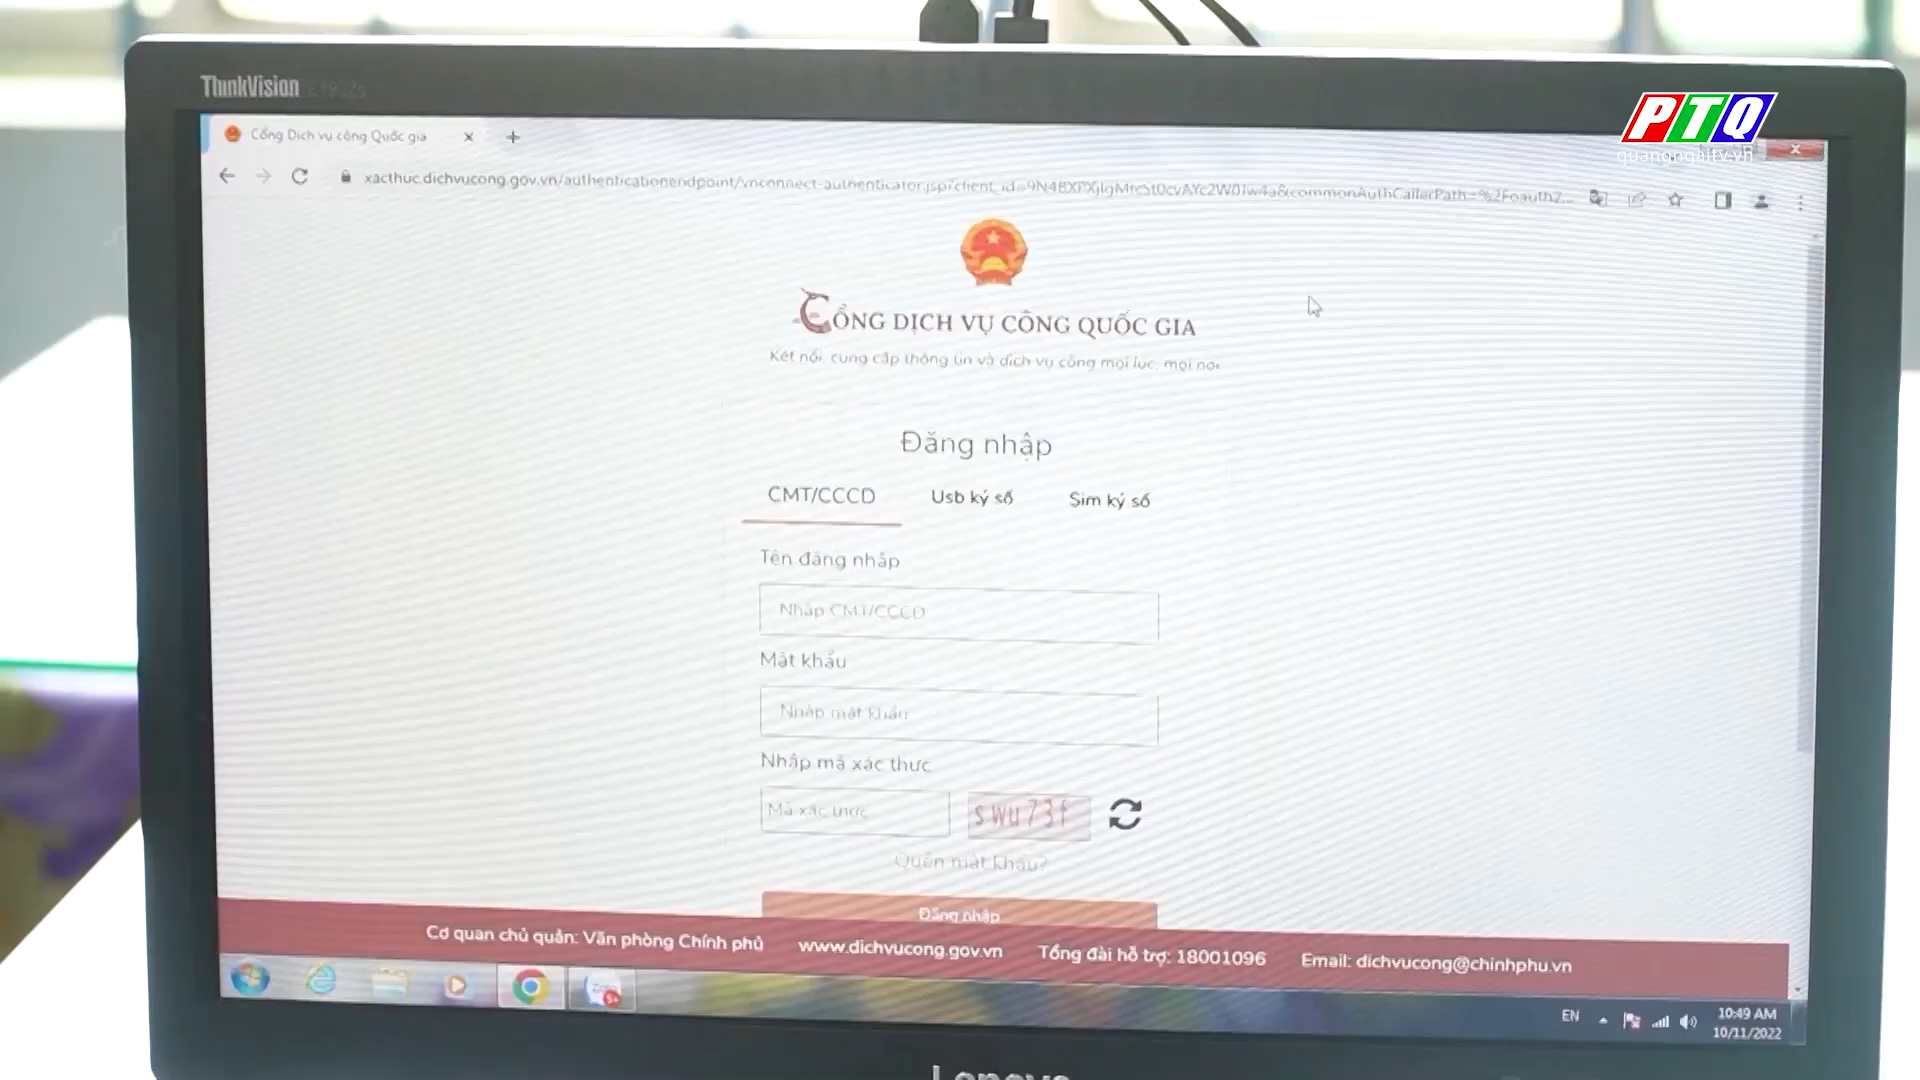 ThinkVision
PTQ
quangngaitv.vn
Cổng Dịch vụ công Quốc gia
CỔNG DỊCH VỤ CÔNG QUỐC GIA
Kết nối, cung cấp thông tin và dịch vụ công mọi lúc, mọi nơi
Đăng nhập
CMT/CCCD Usb ký số Sim ký số
Tên đăng nhập
Nhập CMT/CCCD
Mật khẩu
Nhập mật khẩu
Nhập mã xác thực
Mã xác thực swu73f
Quên mật khẩu?
Đăng nhập
Cơ quan chủ quản: Văn phòng Chính phủ www.dichvucong.gov.vn Tổng đài hỗ trợ: 18001096 Email: dichvucong@chinhphu.vn
EN 10:49 AM
10/11/2022
Lenovo